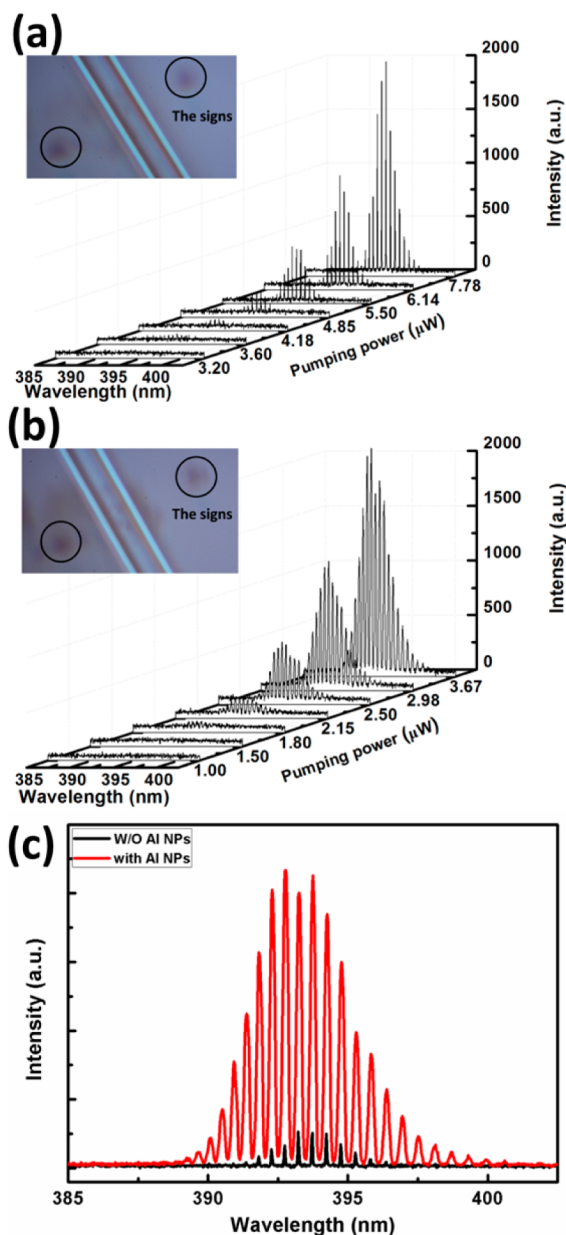 (a)
The signs
2000
1500
1000
500
0
Intensity (a.u.)
7.78
6.14
5.50
4.85
4.18
3.60
3.20
Pumping power (µW)
385 390 395 400
Wavelength (nm)
(b)
The signs
2000
1500
1000
500
0
Intensity (a.u.)
3.67
2.98
2.50
2.15
1.80
1.50
1.00
Pumping power (µW)
385 390 395 400
Wavelength (nm)
(c)
W/O Al NPs
with Al NPs
Intensity (a.u.)
385 390 395 400
Wavelength (nm)